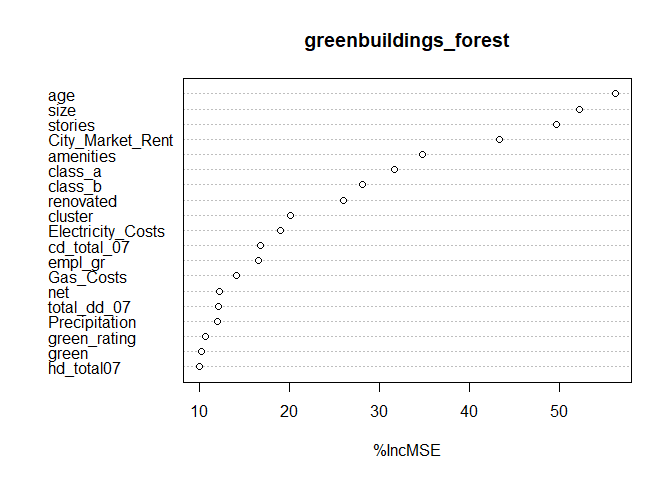 greenbuildings_forest
age
size
stories
City_Market_Rent
amenities
class_a
class_b
renovated
cluster
Electricity_Costs
cd_total_07
empl_gr
Gas_Costs
net
total_dd_07
Precipitation
green_rating
green
hd_total07
10 20 30 40 50
%IncMSE